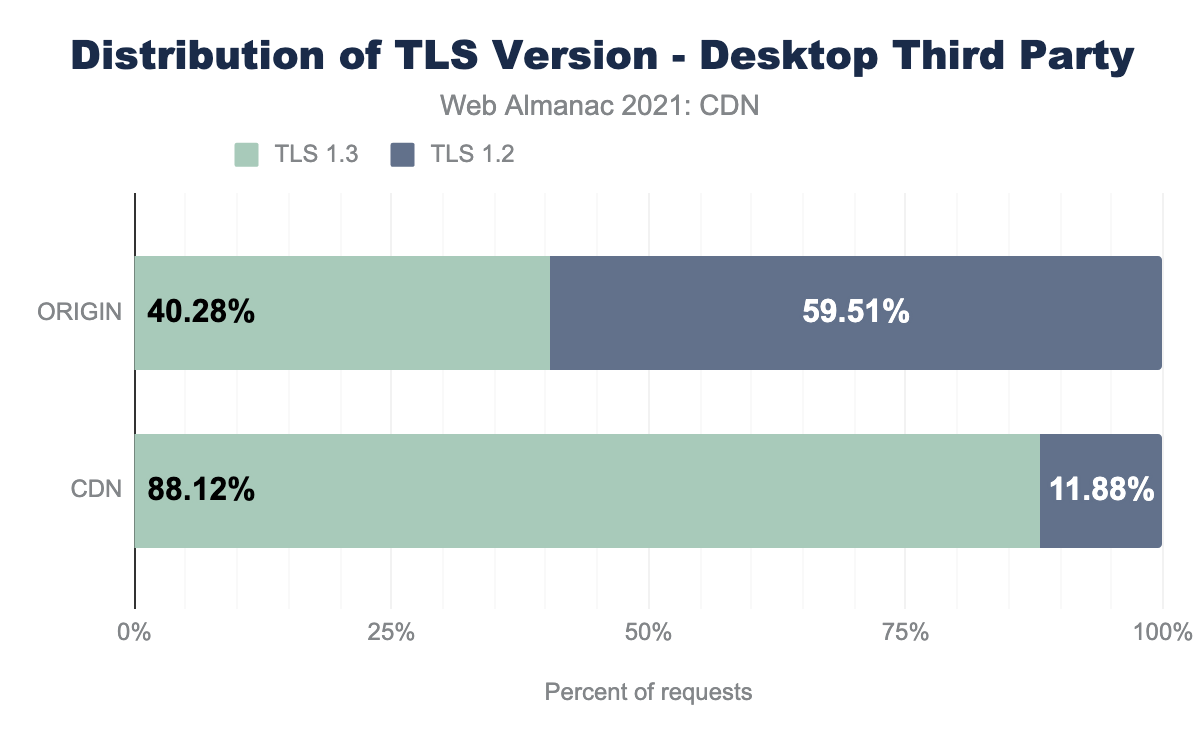 Distribution of TLS Version - Desktop Third Party
Web Almanac 2021: CDN
TLS 1.3 TLS 1.2
ORIGIN 40.28% 59.51%
CDN 88.12% 11.88%
0% 25% 50% 75% 100%
Percent of requests